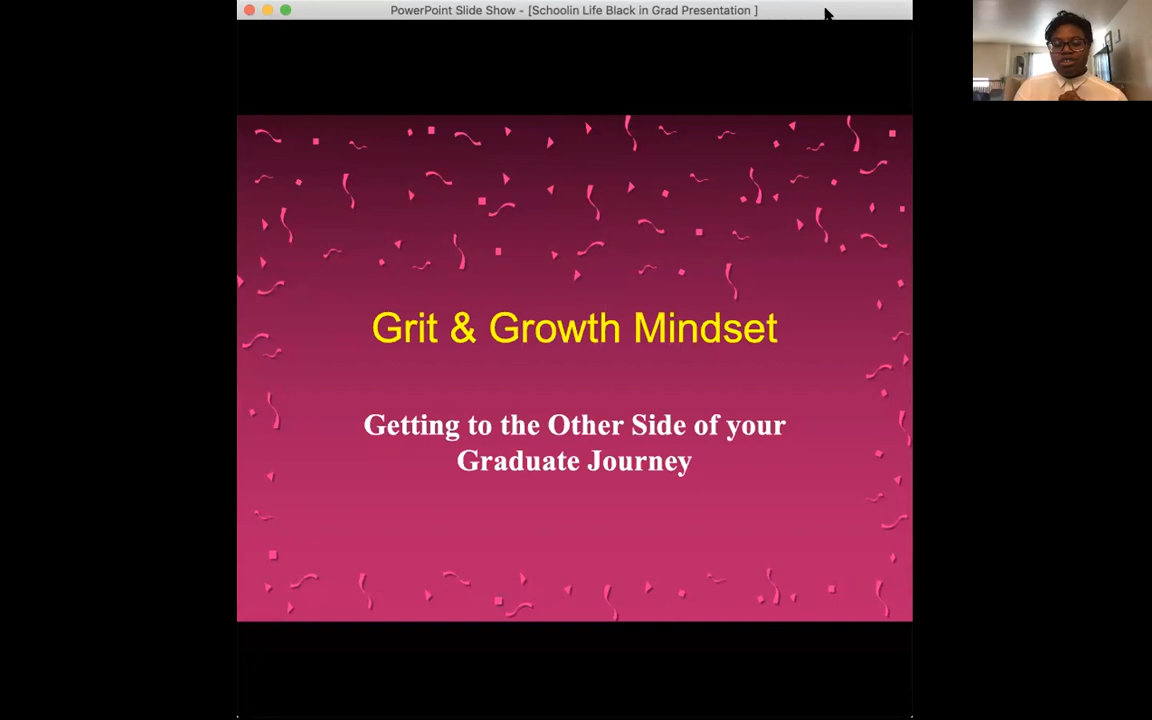 PowerPoint Slide Show - [Schoolin Life Black in Grad Presentation ]
Grit & Growth Mindset
Getting to the Other Side of your
Graduate Journey